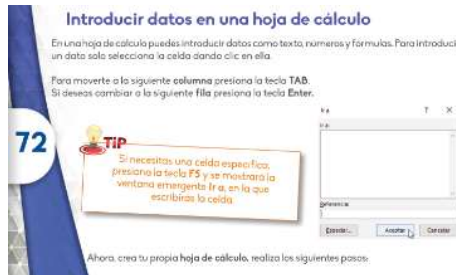 Introducir datos en una hoja de cálculo
En una hoja de calculo puedes introducir datos como texto, numeros y fórmulas. Para introduci
un dato solo selecciona la celda dando clic en ella.
Para moverte a la siguiente columna presiona la tecla TAB.
Si deseas cambiar a la siguiente fila presiona la tecla Enter.
72
TIP
Si necesitas una celda específica,
presiona la tecla F5 y se mostrara la
ventana emergente Ir a, en la que
escribirás la celda.
Ir a
? X
Ir a:
Referencia:
Especial...
Aceptar
Cancelar
Ahora, crea tu propia hoja de cálculo, realiza los siguientes pasos: